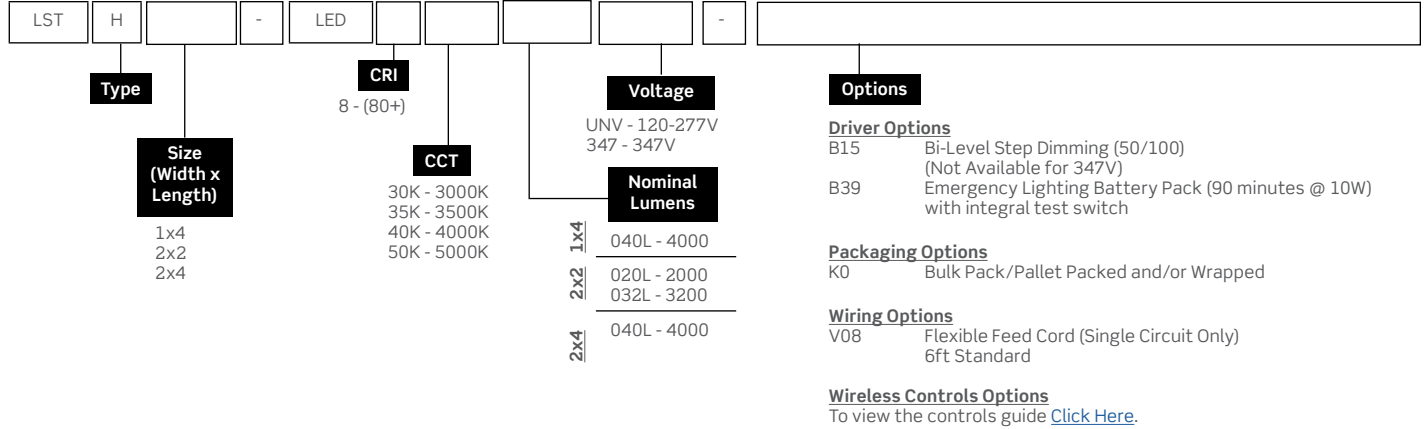 LST H - LED -
Type
Size
(Width x
Length)
1x4
2x2
2x4
CRI
8 - (80+)
CCT
30K - 3000K
35K - 3500K
40K - 4000K
50K - 5000K
Voltage
UNV - 120-277V
347 - 347V
Nominal
Lumens
1x4
040L - 4000
2x2
020L - 2000
032L - 3200
2x4
040L - 4000
Options
Driver Options
B15 Bi-Level Step Dimming (50/100)
(Not Available for 347V)
B39 Emergency Lighting Battery Pack (90 minutes @ 10W)
with integral test switch
Packaging Options
K0 Bulk Pack/Pallet Packed and/or Wrapped
Wiring Options
V08 Flexible Feed Cord (Single Circuit Only)
6ft Standard
Wireless Controls Options
To view the controls guide Click Here.